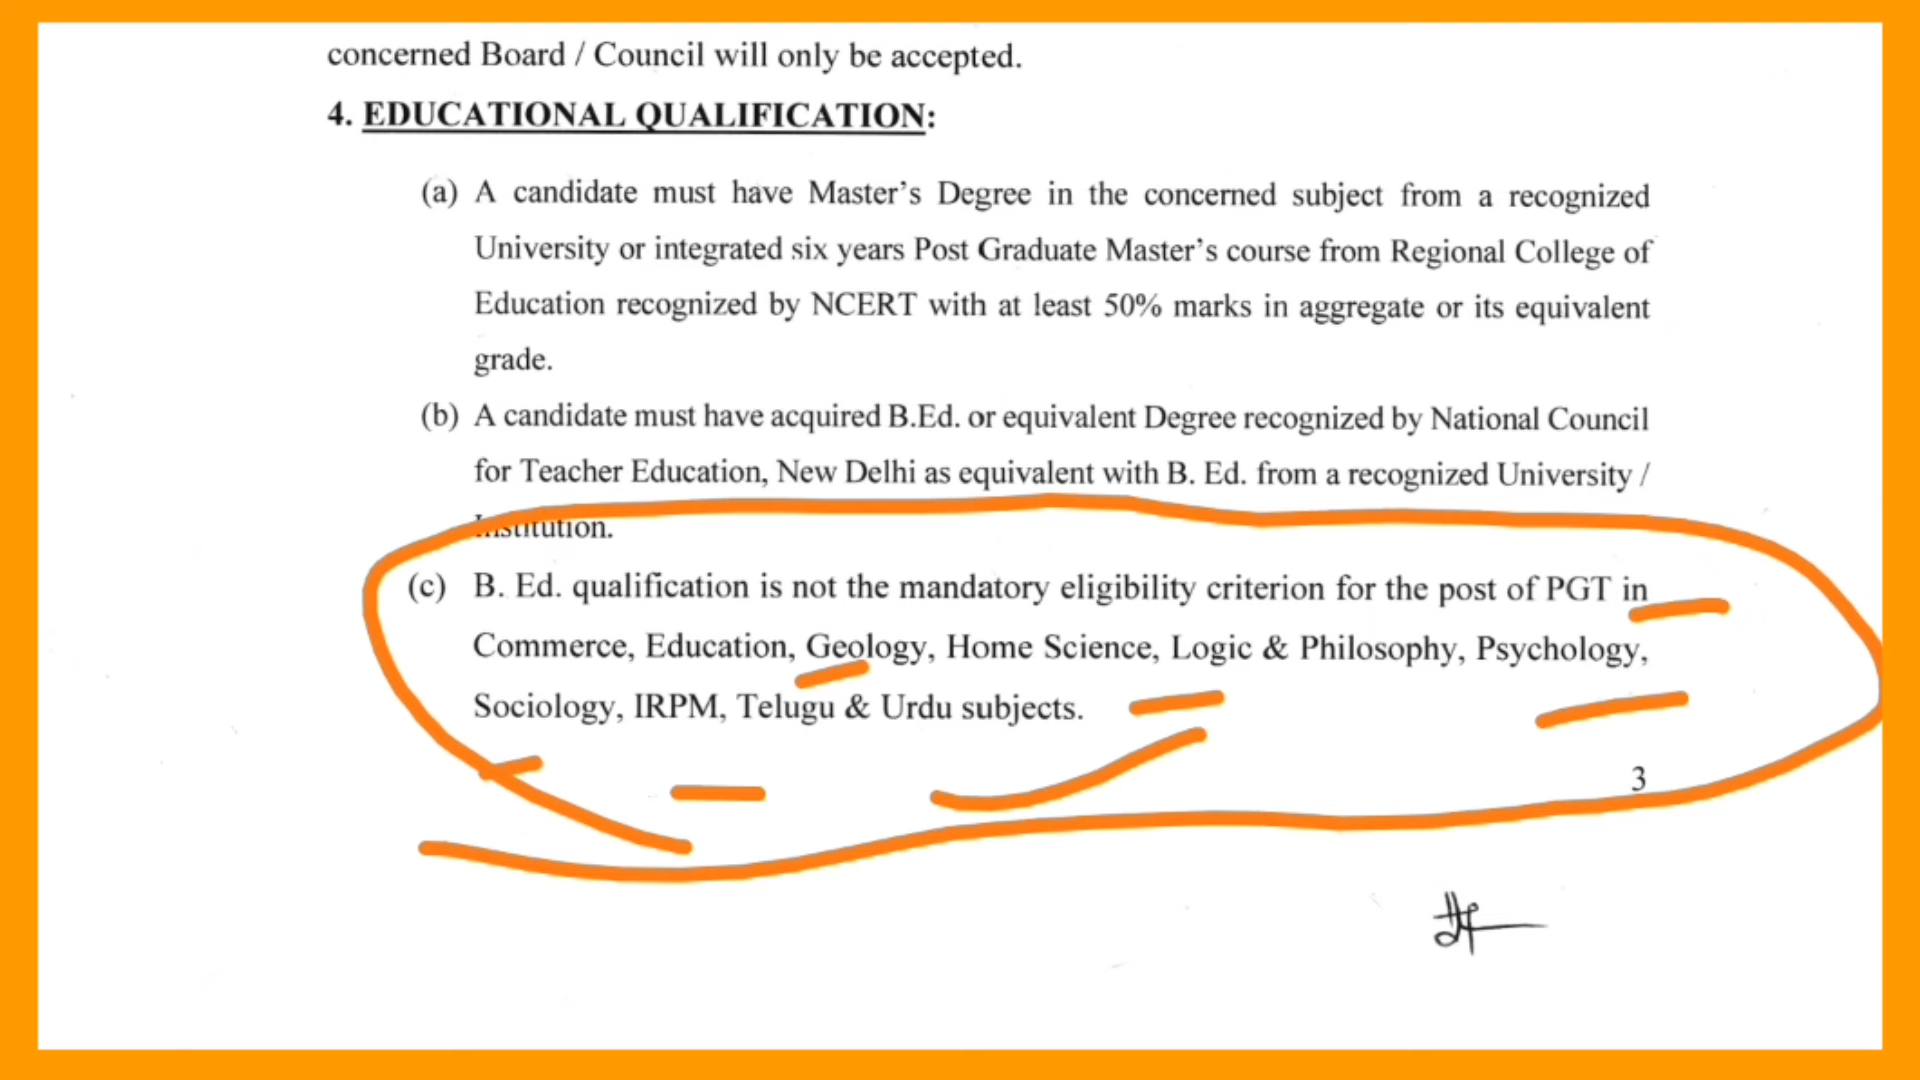 concerned Board / Council will only be accepted.
4. EDUCATIONAL QUALIFICATION:
(a) A candidate must have Master's Degree in the concerned subject from a recognized
University or integrated six years Post Graduate Master's course from Regional College of
Education recognized by NCERT with at least 50% marks in aggregate or its equivalent
grade.
(b) A candidate must have acquired B.Ed. or equivalent Degree recognized by National Council
for Teacher Education, New Delhi as equivalent with B. Ed. from a recognized University /
Institution.
(c) B. Ed. qualification is not the mandatory eligibility criterion for the post of PGT in
Commerce, Education, Geology, Home Science, Logic & Philosophy, Psychology,
Sociology, IRPM, Telugu & Urdu subjects.
3